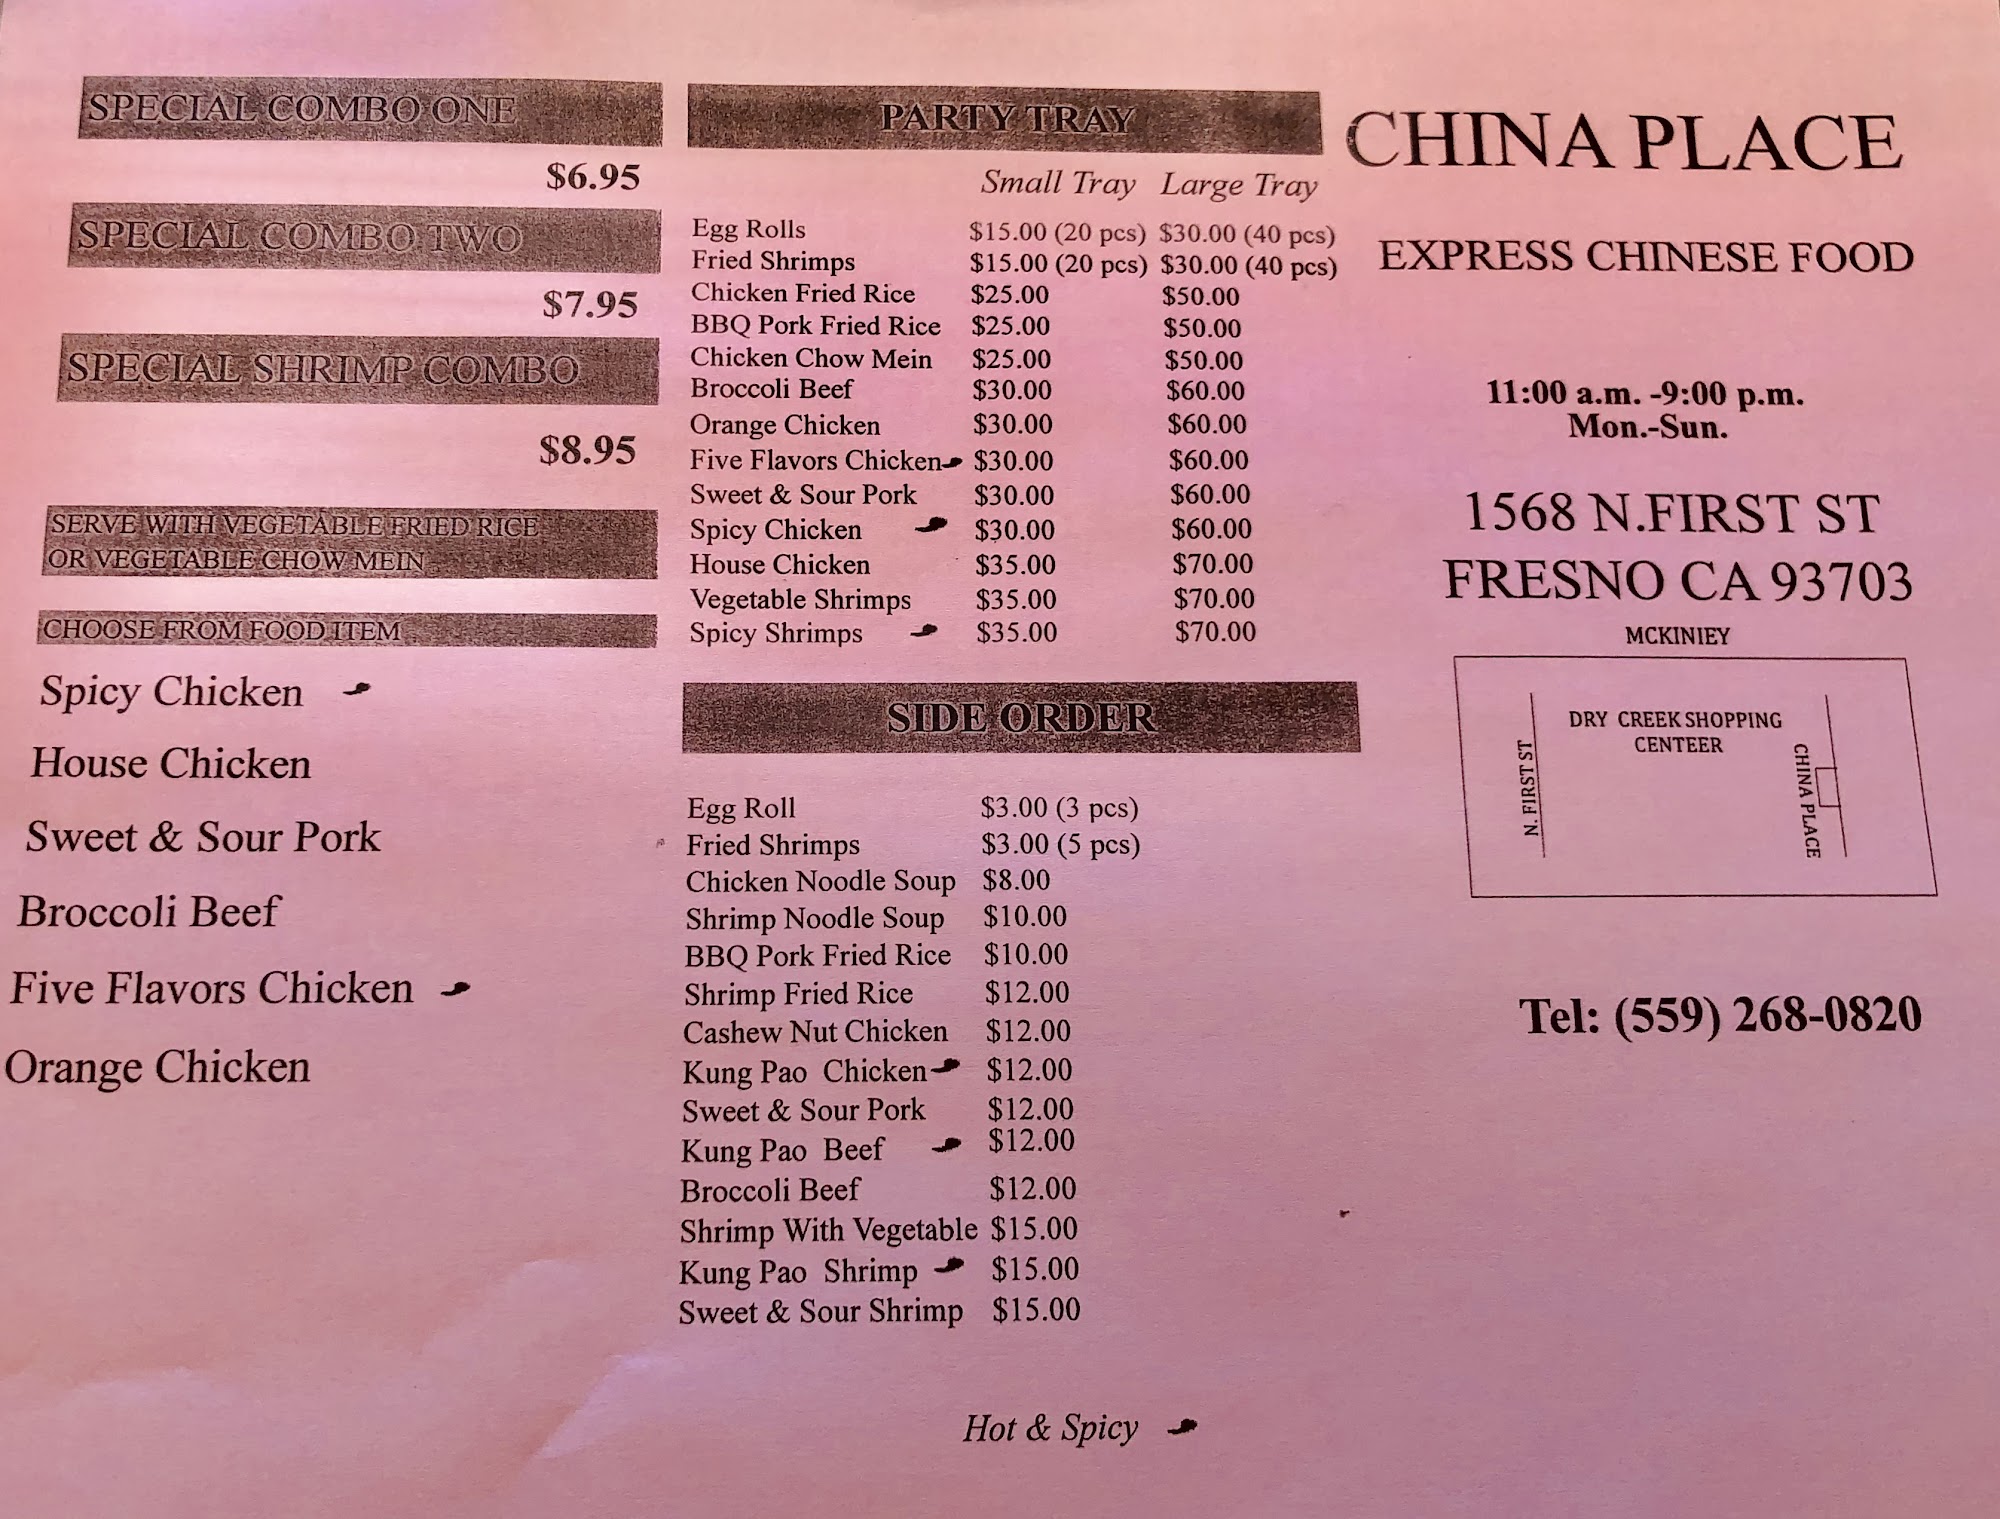 SPECIAL COMBO ONE
$6.95
SPECIAL COMBO TWO
$7.95
SPECIAL SHRIMP COMBO
$8.95
SERVE WITH VEGETABLE FRIED RICE
OR VEGETABLE CHOW MEIN
CHOOSE FROM FOOD ITEM
Spicy Chicken
House Chicken
Sweet & Sour Pork
Broccoli Beef
Five Flavors Chicken
Orange Chicken
PARTY TRAY
Small Tray Large Tray
Egg Rolls $15.00 (20 pcs) $30.00 (40 pcs)
Fried Shrimps $15.00 (20 pcs) $30.00 (40 pcs)
Chicken Fried Rice $25.00 $50.00
BBQ Pork Fried Rice $25.00 $50.00
Chicken Chow Mein $25.00 $50.00
Broccoli Beef $30.00 $60.00
Orange Chicken $30.00 $60.00
Five Flavors Chicken $30.00 $60.00
Sweet & Sour Pork $30.00 $60.00
Spicy Chicken $30.00 $60.00
House Chicken $35.00 $70.00
Vegetable Shrimps $35.00 $70.00
Spicy Shrimps $35.00 $70.00
SIDE ORDER
Egg Roll $3.00 (3 pcs)
Fried Shrimps $3.00 (5 pcs)
Chicken Noodle Soup $8.00
Shrimp Noodle Soup $10.00
BBQ Pork Fried Rice $10.00
Shrimp Fried Rice $12.00
Cashew Nut Chicken $12.00
Kung Pao Chicken $12.00
Sweet & Sour Pork $12.00
Kung Pao Beef $12.00
Broccoli Beef $12.00
Shrimp With Vegetable $15.00
Kung Pao Shrimp $15.00
Sweet & Sour Shrimp $15.00
Hot & Spicy
CHINA PLACE
EXPRESS CHINESE FOOD
11:00 a.m. -9:00 p.m.
Mon.-Sun.
1568 N.FIRST ST
FRESNO CA 93703
MCKINIEY
DRY CREEK SHOPPING
CENTEER
N. FIRST ST
CHINA PLACE
Tel: (559) 268-0820